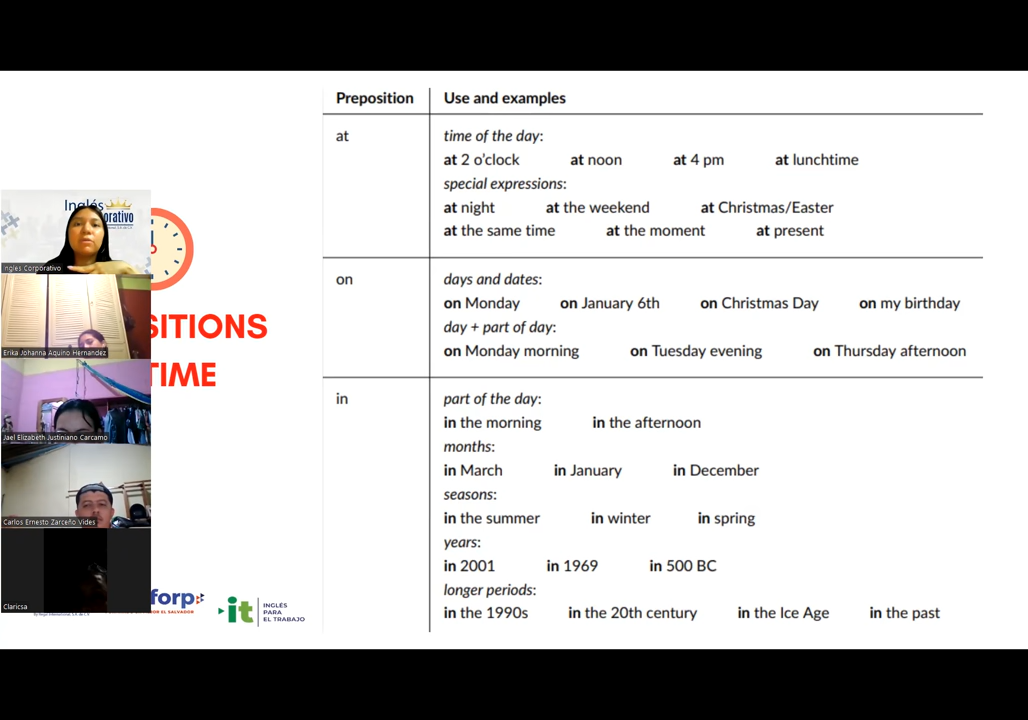 Preposition Use and examples
at time of the day:
at 2 o'clock at noon at 4 pm at lunchtime
special expressions:
at night at the weekend at Christmas/Easter
at the same time at the moment at present
on days and dates:
on Monday on January 6th on Christmas Day on my birthday
day + part of day:
on Monday morning on Tuesday evening on Thursday afternoon
in part of the day:
in the morning in the afternoon
months:
in March in January in December
seasons:
in the summer in winter in spring
years:
in 2001 in 1969 in 500 BC
longer periods:
in the 1990s in the 20th century in the Ice Age in the past
Inglés
orativo
Ingles Corporativo
Erika Johanna Aquino Hernandez
Jael Elizabeth Justiniano Carcamo
Carlos Ernesto Zarceño Vides
Claricsa
SITIONS
TIME
forp
OR EL SALVADOR
it
INGLÉS
PARA
EL TRABAJO